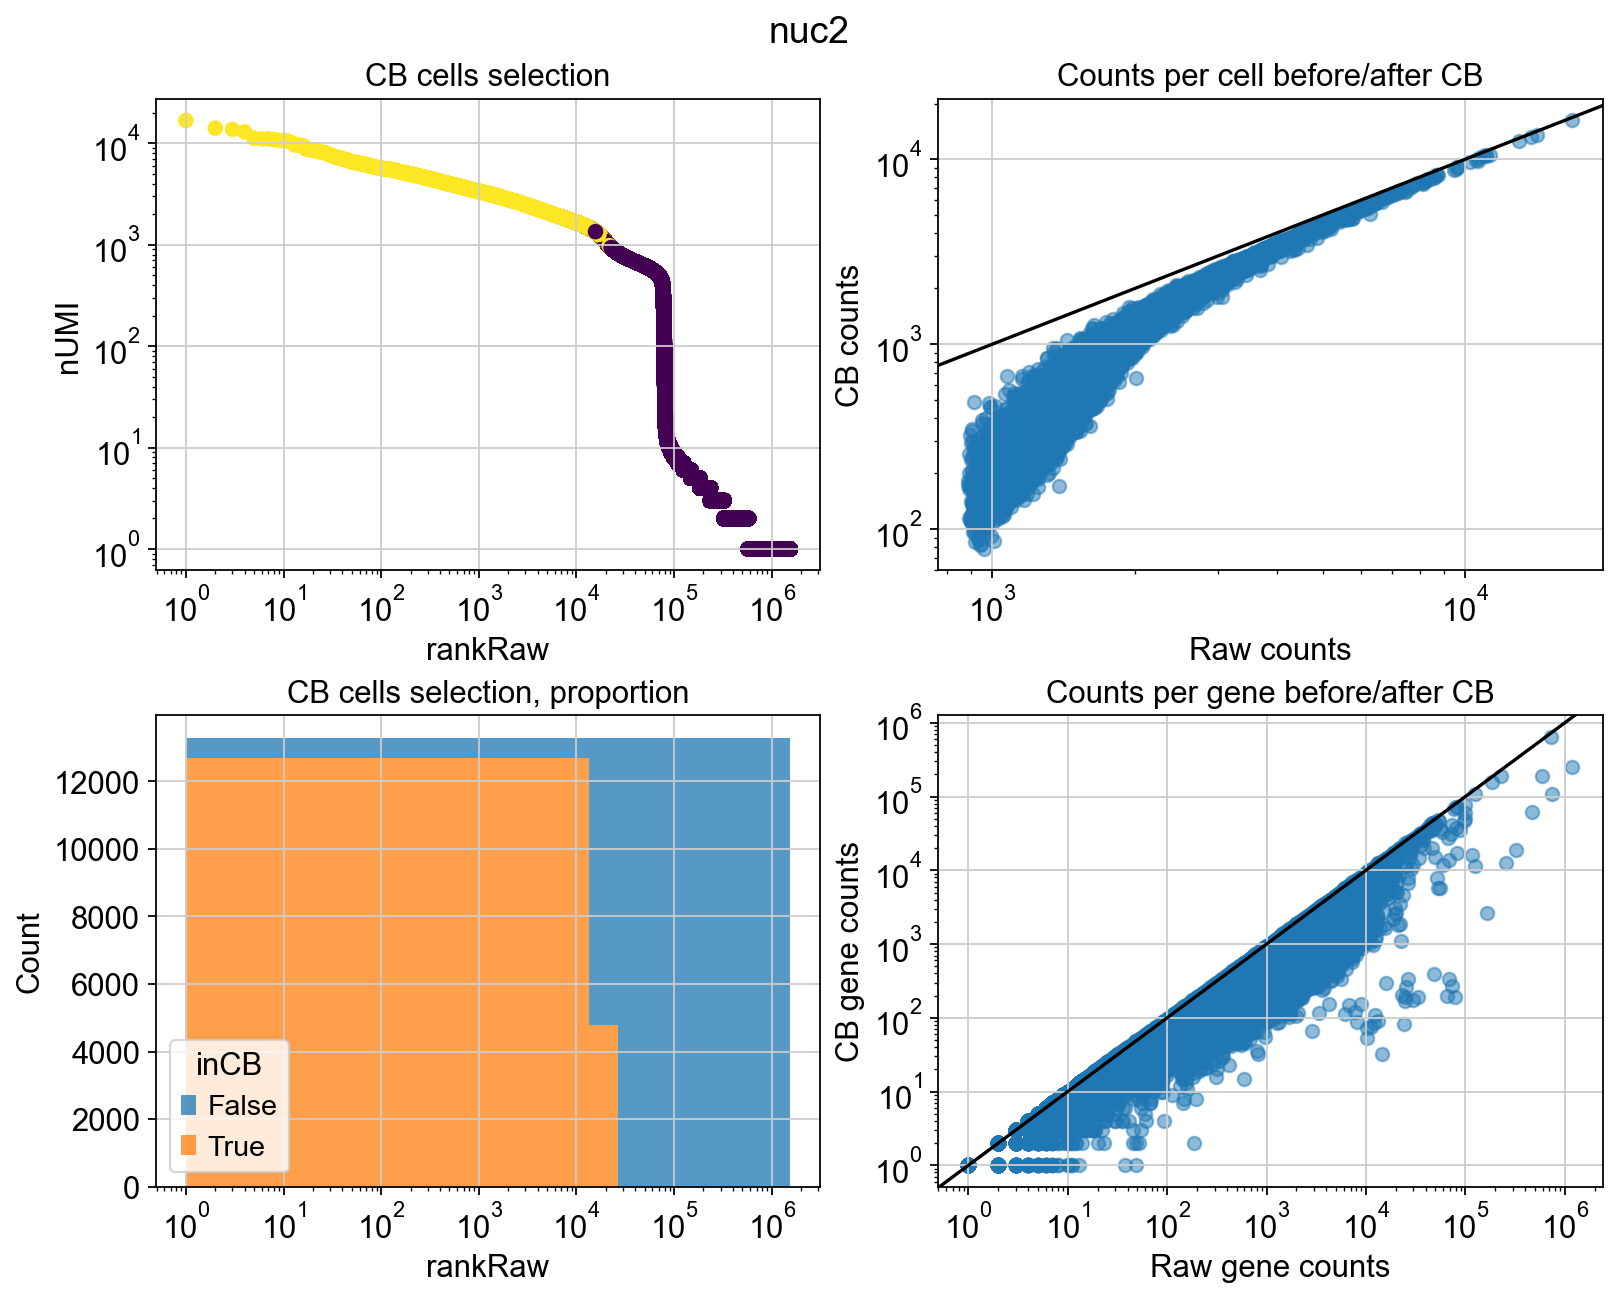 nuc2
CB cells selection
nUMI
10^4
10^3
10^2
10^1
10^0
10^0 10^1 10^2 10^3 10^4 10^5 10^6
rankRaw
Counts per cell before/after CB
CB counts
10^4
10^3
10^2
10^3 10^4
Raw counts
CB cells selection, proportion
Count
12000
10000
8000
6000
4000
2000
0
inCB
False
True
10^0 10^1 10^2 10^3 10^4 10^5 10^6
rankRaw
Counts per gene before/after CB
CB gene counts
10^6
10^5
10^4
10^3
10^2
10^1
10^0
10^0 10^1 10^2 10^3 10^4 10^5 10^6
Raw gene counts